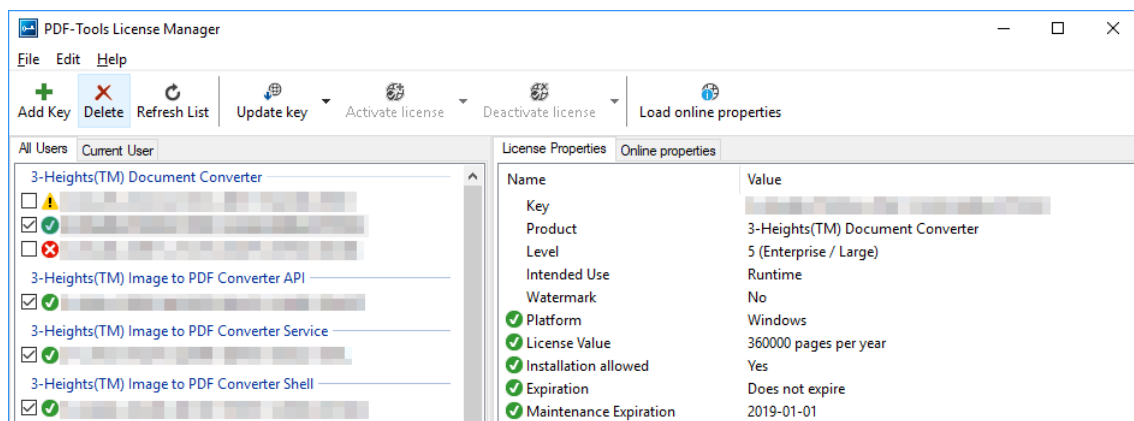 PDF-Tools License Manager
File Edit Help
Add Key Delete Refresh List Update key Activate license Deactivate license Load online properties
All Users Current User
3-Heights(TM) Document Converter
3-Heights(TM) Image to PDF Converter API
3-Heights(TM) Image to PDF Converter Service
3-Heights(TM) Image to PDF Converter Shell
License Properties Online properties
Name Value
Key
Product 3-Heights(TM) Document Converter
Level 5 (Enterprise / Large)
Intended Use Runtime
Watermark No
Platform Windows
License Value 360000 pages per year
Installation allowed Yes
Expiration Does not expire
Maintenance Expiration 2019-01-01